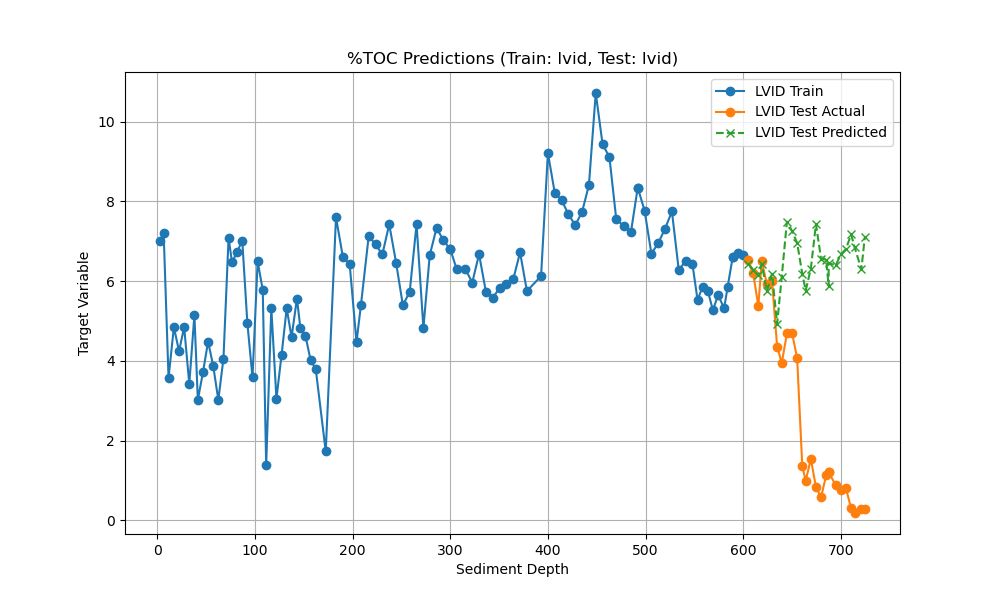 %TOC Predictions (Train: lvid, Test: lvid)
LVID Train
LVID Test Actual
LVID Test Predicted
Target Variable
10
8
6
4
2
0
0 100 200 300 400 500 600 700
Sediment Depth